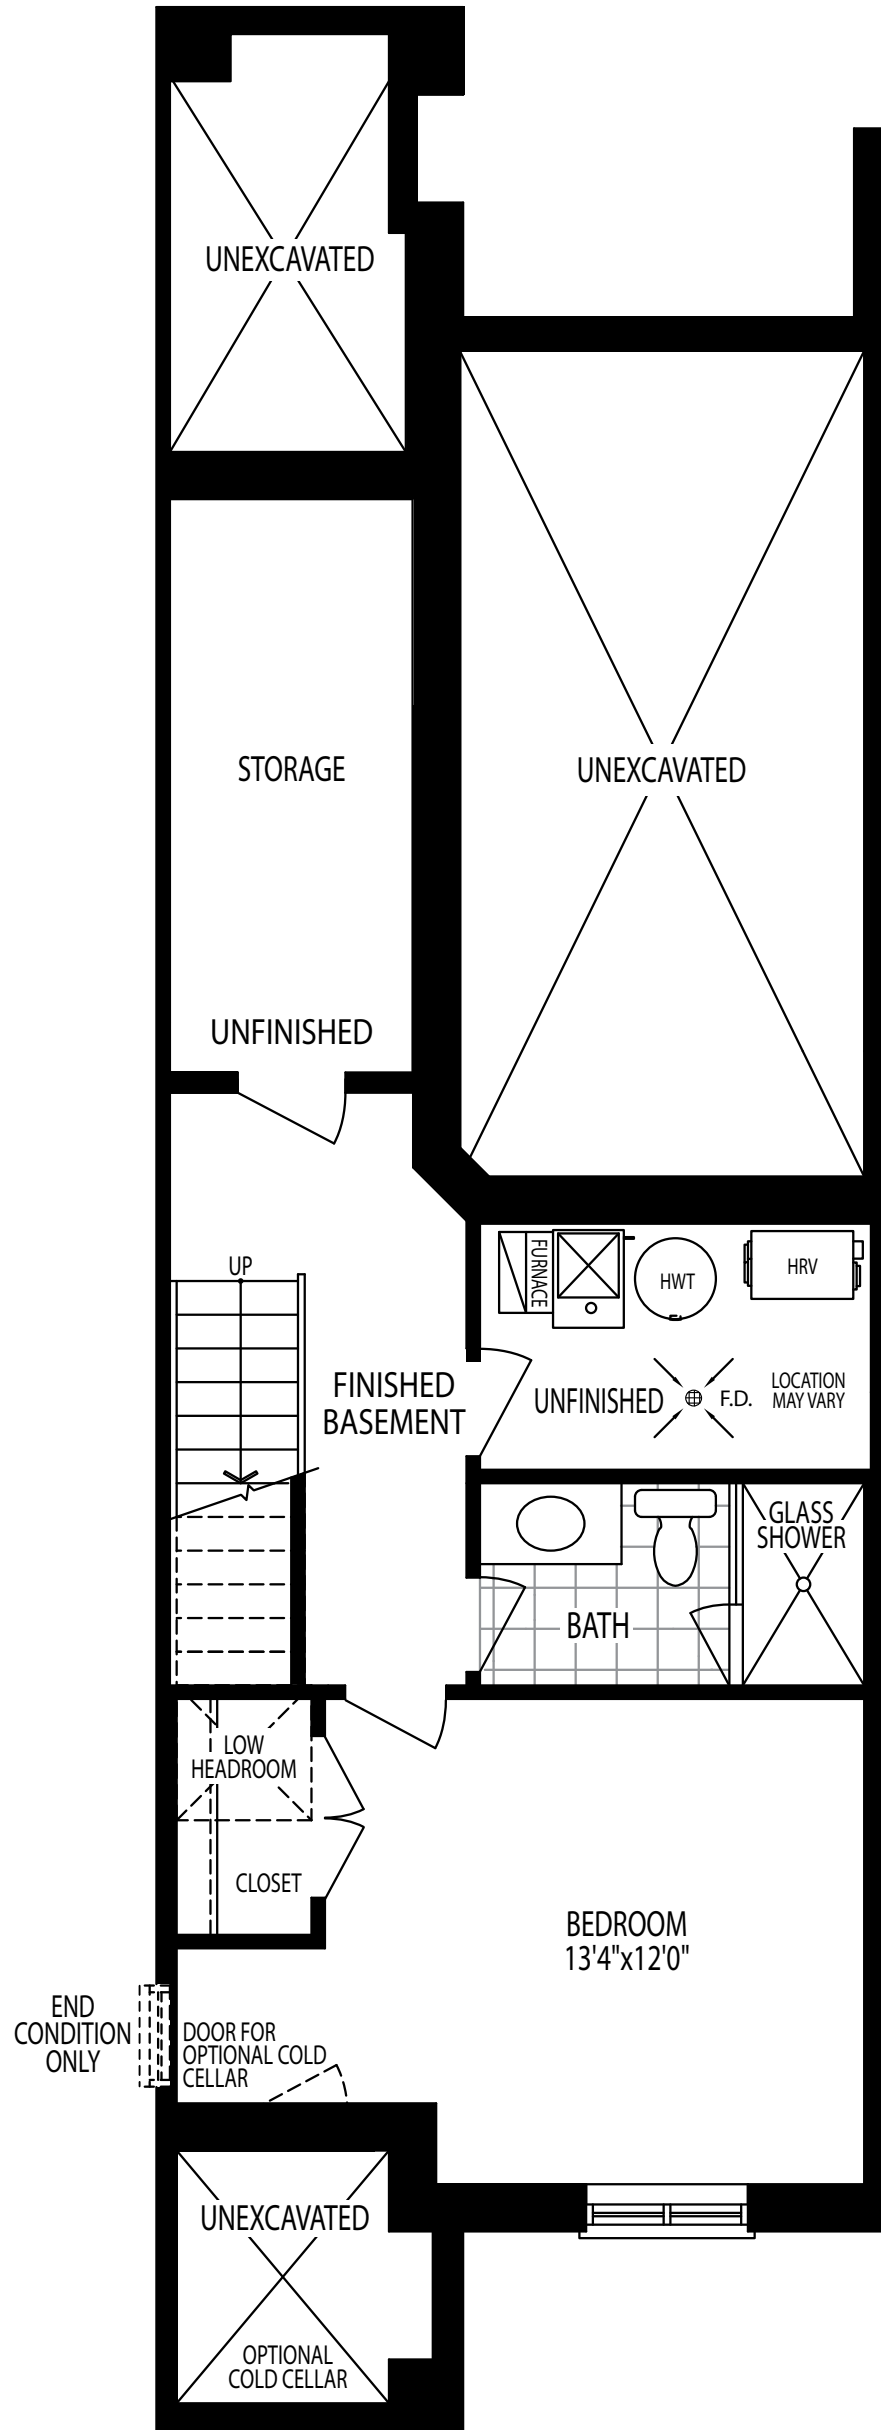 UNEXCAVATED
STORAGE
UNEXCAVATED
UNFINISHED
UP
FURNACE
HWT
HRV
FINISHED
BASEMENT
UNFINISHED
F.D.
LOCATION
MAY VARY
GLASS
SHOWER
BATH
LOW
HEADROOM
CLOSET
BEDROOM
13'4"x12'0"
END
CONDITION
ONLY
DOOR FOR
OPTIONAL COLD
CELLAR
UNEXCAVATED
OPTIONAL
COLD CELLAR